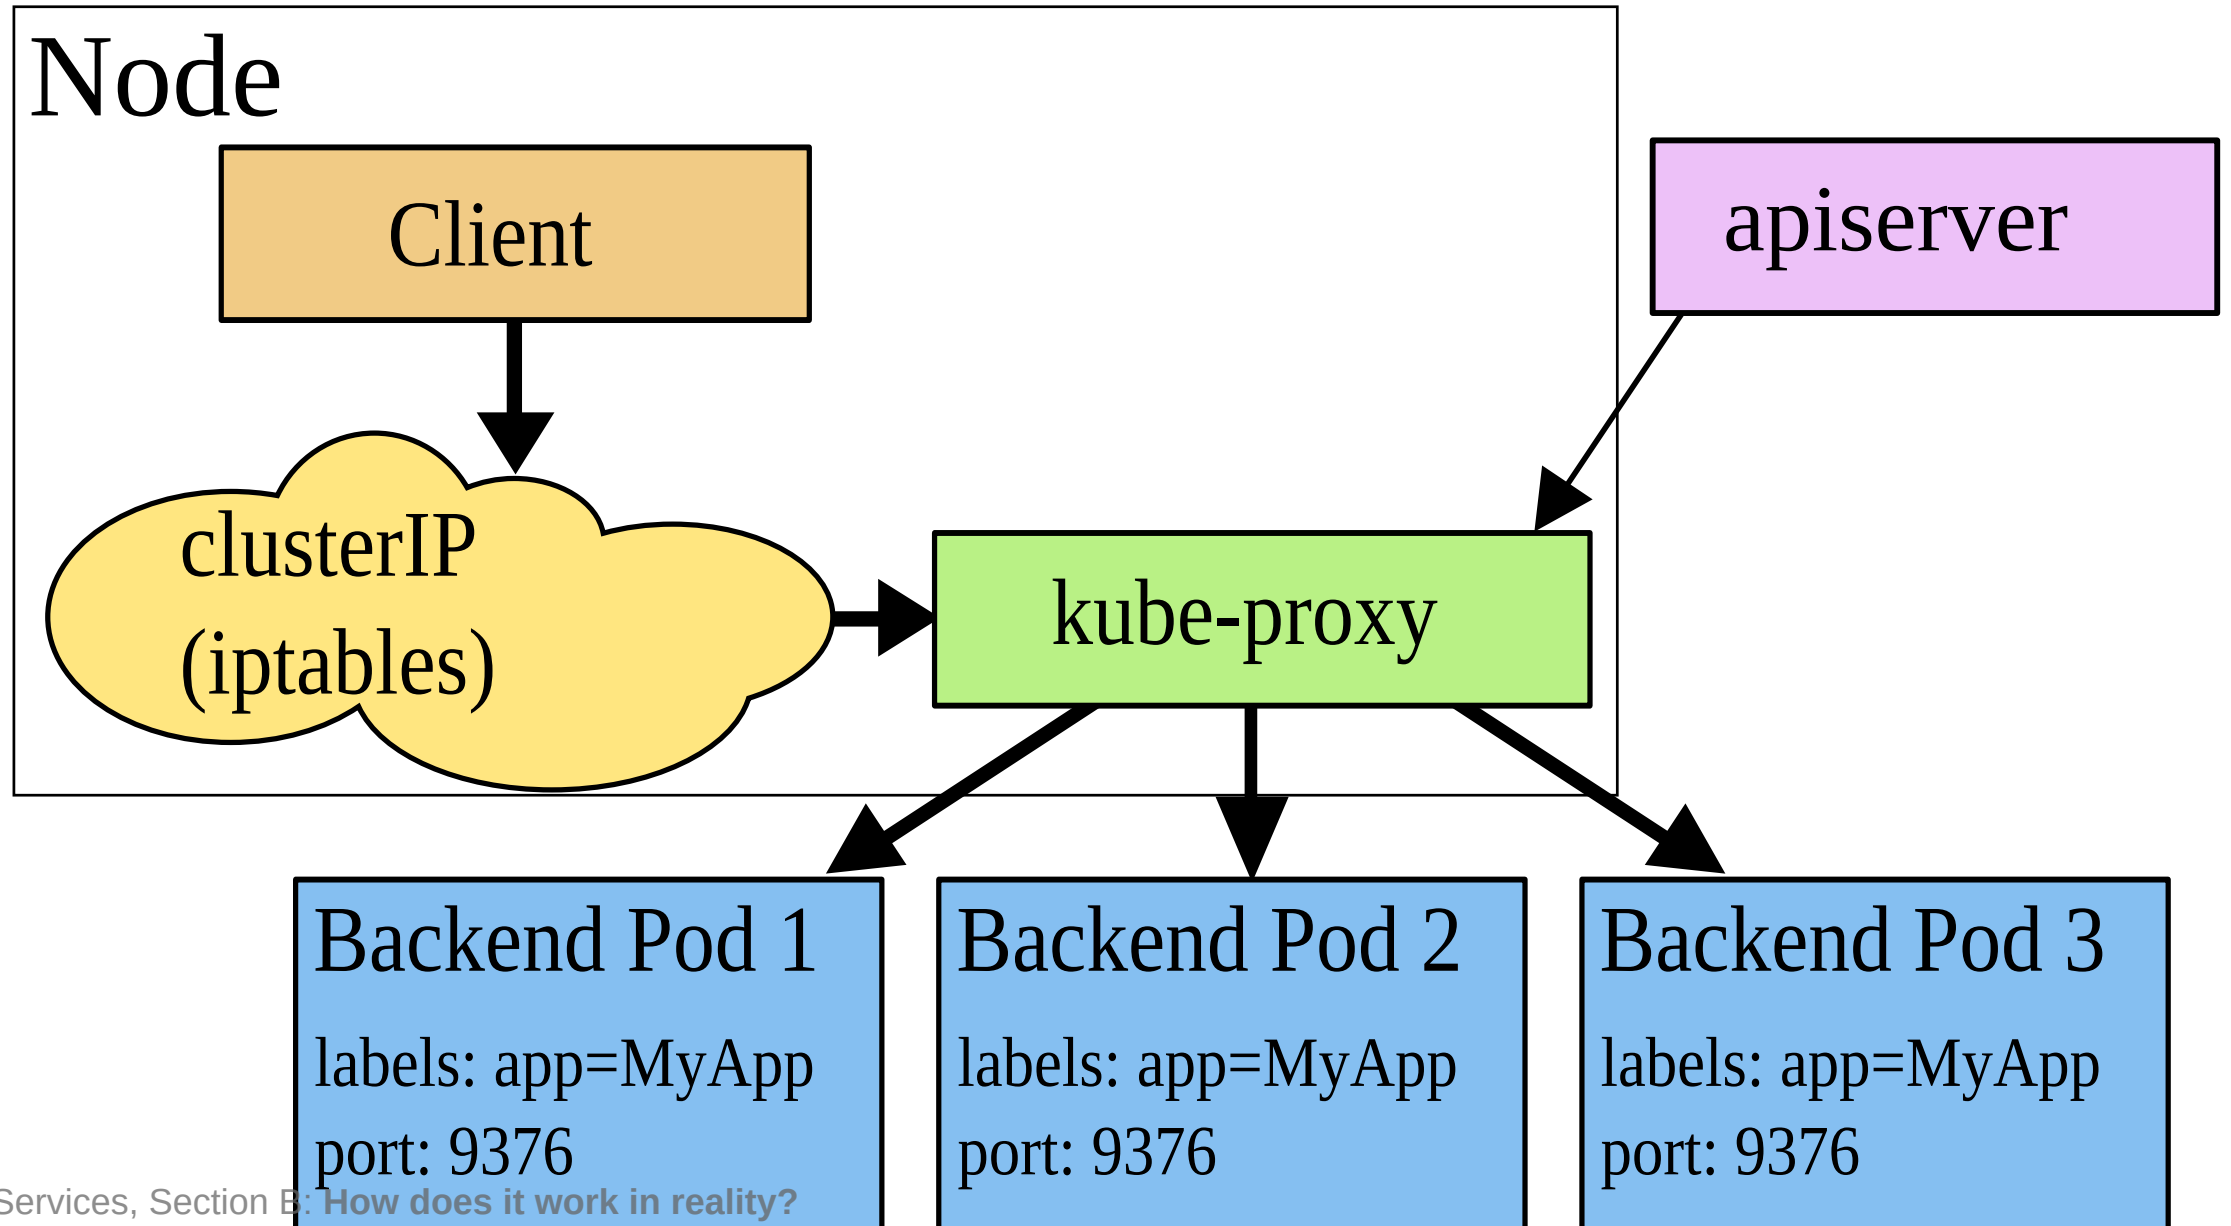 Node
Client
apiserver
clusterIP
(iptables)
kube-proxy
Backend Pod 1
labels: app=MyApp
port: 9376
Backend Pod 2
labels: app=MyApp
port: 9376
Backend Pod 3
labels: app=MyApp
port: 9376
Services, Section B: How does it work in reality?